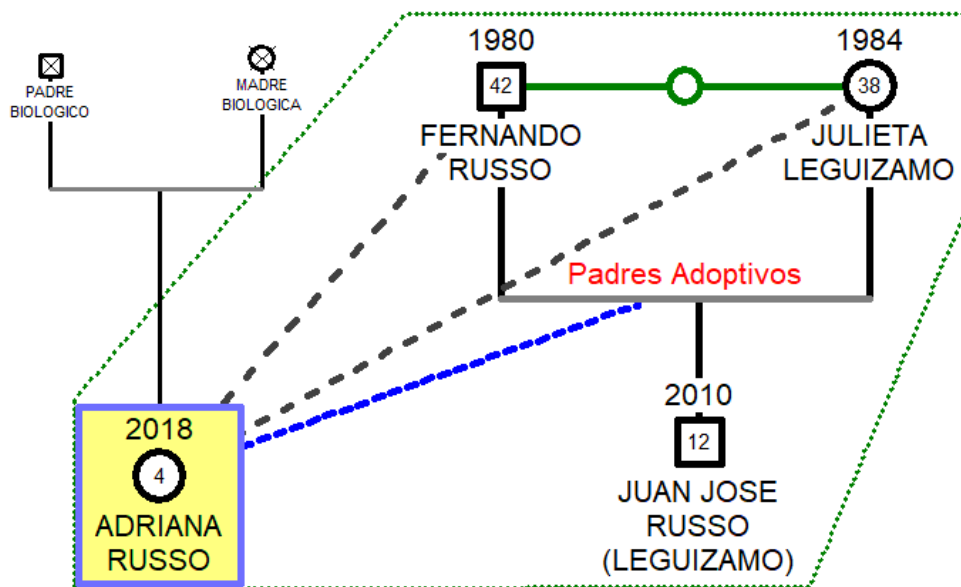 PADRE
BIOLOGICO
MADRE
BIOLOGICA
1980
42
FERNANDO
RUSSO
1984
38
JULIETA
LEGUIZAMO
Padres Adoptivos
2018
4
ADRIANA
RUSSO
2010
12
JUAN JOSE
RUSSO
(LEGUIZAMO)